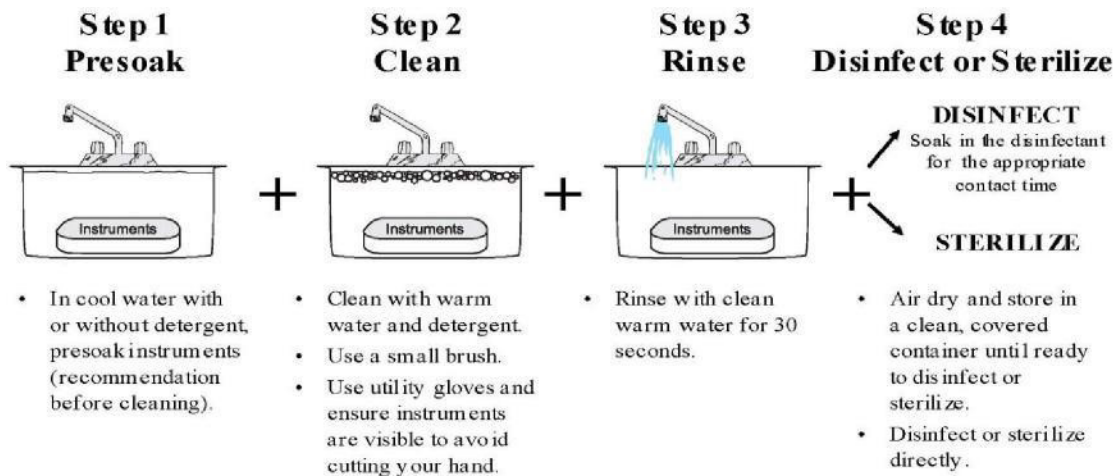 Step 1
Presoak
Instruments
• In cool water with
or without detergent,
presoak instruments
(recommendation
before cleaning).
+
Step 2
Clean
Instruments
• Clean with warm
water and detergent.
• Use a small brush.
• Use utility gloves and
ensure instruments
are visible to avoid
cutting your hand.
+
Step 3
Rinse
Instruments
• Rinse with clean
warm water for 30
seconds.
+
Step 4
Disinfect or Sterilize
DISINFECT
Soak in the disinfectant
for the appropriate
contact time
STERILIZE
• Air dry and store in
a clean, covered
container until ready
to disinfect or
sterilize.
• Disinfect or sterilize
directly.